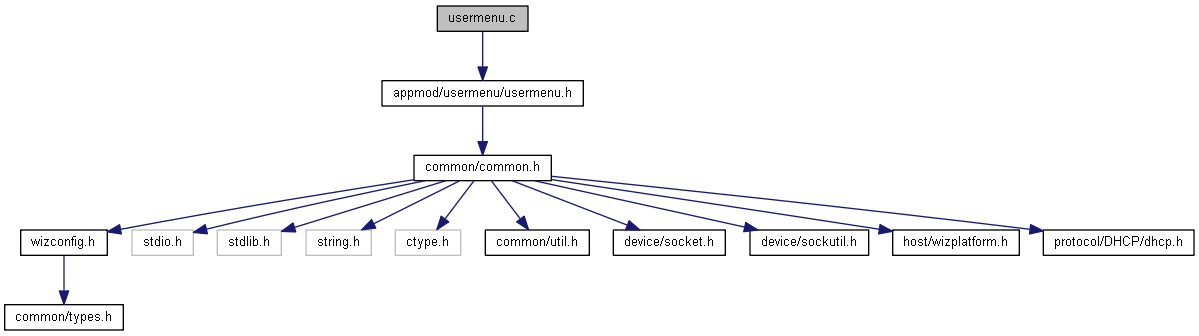 usermenu.c
appmod/usermenu/usermenu.h
common/common.h
wizconfig.h
stdio.h
stdlib.h
string.h
ctype.h
common/util.h
device/socket.h
device/sockutil.h
host/wizplatform.h
protocol/DHCP/dhcp.h
common/types.h